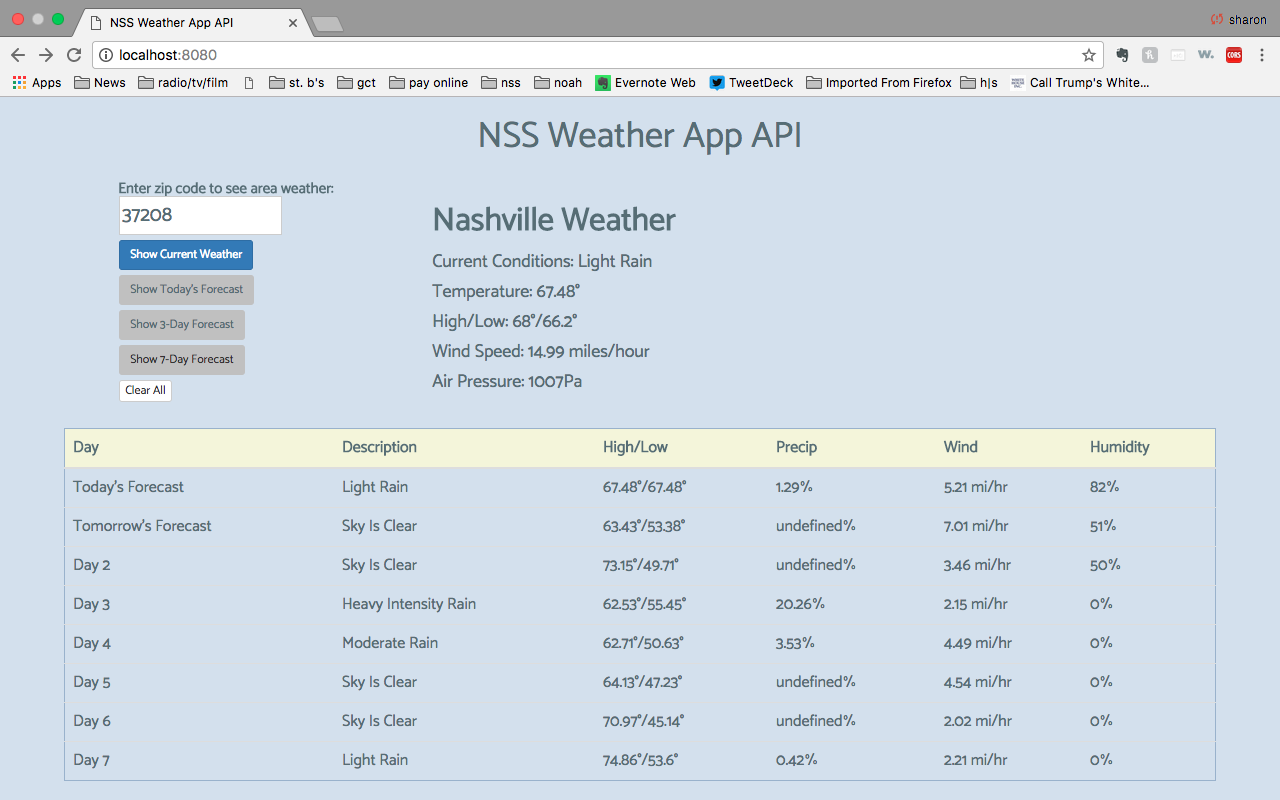 NSS Weather App API
sharon
localhost:8080
Apps News radio/tv/film st. b's gct pay online nss noah Evernote Web TweetDeck Imported From Firefox h|s Call Trump's White...
NSS Weather App API
Enter zip code to see area weather:
37208
Show Current Weather
Show Today's Forecast
Show 3-Day Forecast
Show 7-Day Forecast
Clear All
Nashville Weather
Current Conditions: Light Rain
Temperature: 67.48°
High/Low: 68°/66.2°
Wind Speed: 14.99 miles/hour
Air Pressure: 1007Pa
Day Description High/Low Precip Wind Humidity
Today's Forecast Light Rain 67.48°/67.48° 1.29% 5.21 mi/hr 82%
Tomorrow's Forecast Sky Is Clear 63.43°/53.38° undefined% 7.01 mi/hr 51%
Day 2 Sky Is Clear 73.15°/49.71° undefined% 3.46 mi/hr 50%
Day 3 Heavy Intensity Rain 62.53°/55.45° 20.26% 2.15 mi/hr 0%
Day 4 Moderate Rain 62.71°/50.63° 3.53% 4.49 mi/hr 0%
Day 5 Sky Is Clear 64.13°/47.23° undefined% 4.54 mi/hr 0%
Day 6 Sky Is Clear 70.97°/45.14° undefined% 2.02 mi/hr 0%
Day 7 Light Rain 74.86°/53.6° 0.42% 2.21 mi/hr 0%